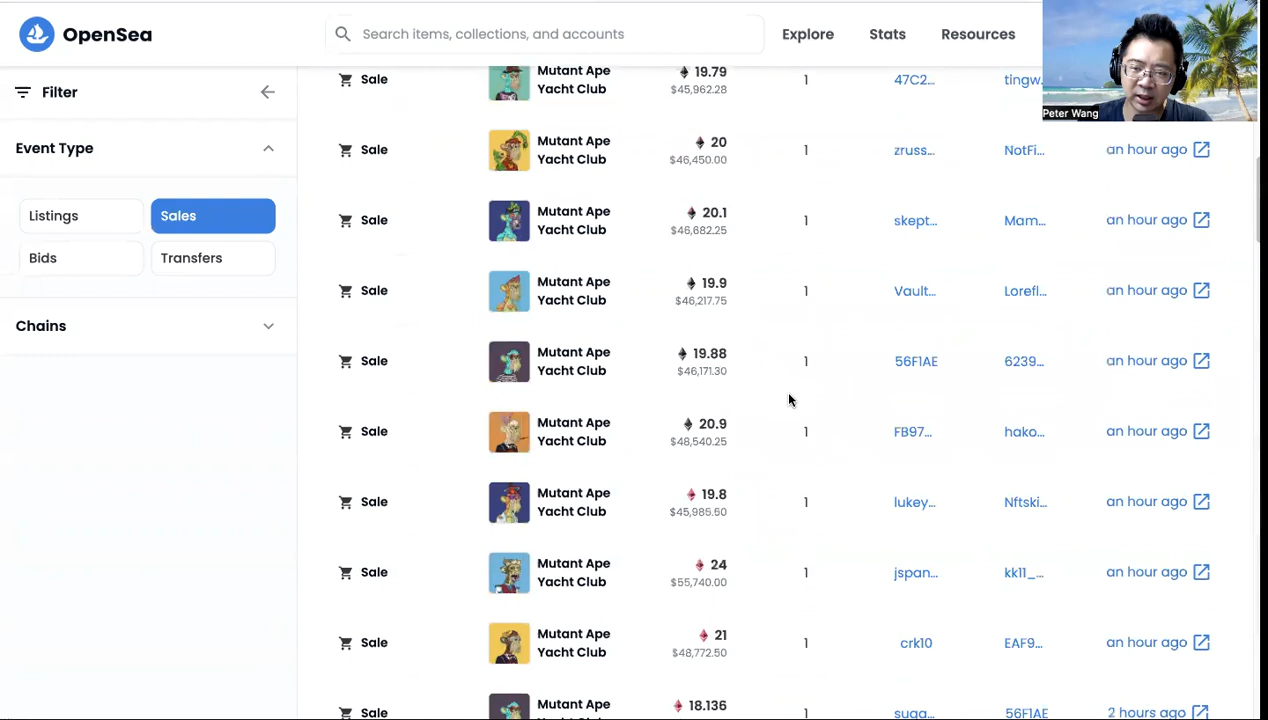 OpenSea
Search items, collections, and accounts
Explore
Stats
Resources
Peter Wang
Filter
Event Type
Listings
Sales
Bids
Transfers
Chains
Sale Mutant Ape 19.79 1 47C2... tingw...
Yacht Club $45,962.28
Sale Mutant Ape 20 1 zruss... NotFi... an hour ago
Yacht Club $46,450.00
Sale Mutant Ape 20.1 1 skept... Mam... an hour ago
Yacht Club $46,682.25
Sale Mutant Ape 19.9 1 Vault... Lorefl... an hour ago
Yacht Club $46,217.75
Sale Mutant Ape 19.88 1 56F1AE 6239... an hour ago
Yacht Club $46,171.30
Sale Mutant Ape 20.9 1 FB97... hako... an hour ago
Yacht Club $48,540.25
Sale Mutant Ape 19.8 1 lukey... Nftski... an hour ago
Yacht Club $45,985.50
Sale Mutant Ape 24 1 jspan... kk11_... an hour ago
Yacht Club $55,740.00
Sale Mutant Ape 21 1 crk10 EAF9... an hour ago
Yacht Club $48,772.50
Sale Mutant Ape 18.136 1 suga... 56F1AE 2 hours ago